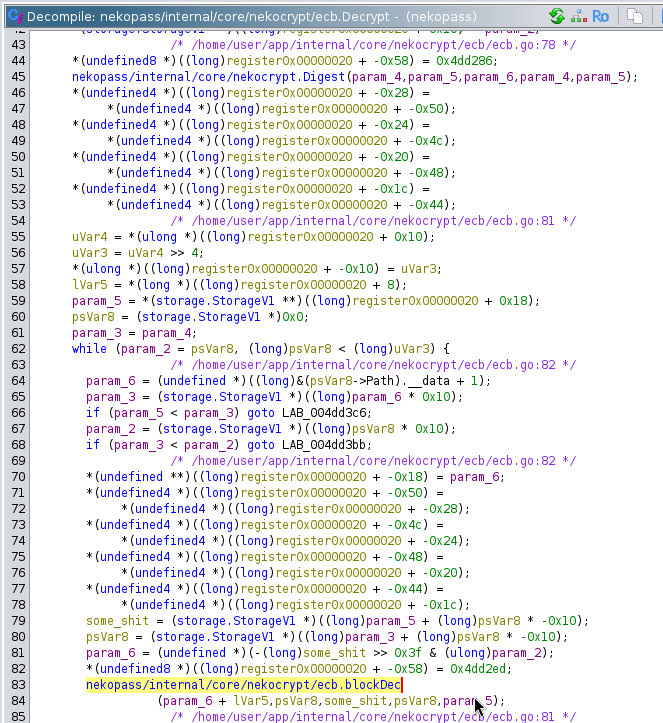 Decompile: nekopass/internal/core/nekocrypt/ecb.Decrypt - (nekopass)
43 /* /home/user/app/internal/core/nekocrypt/ecb.go:78 */
44 *(undefined8 *)((long)register0x00000020 + -0x58) = 0x4dd286;
45 nekopass/internal/core/nekocrypt.Digest(param_4,param_5,param_6,param_4,param_5);
46 *(undefined4 *)((long)register0x00000020 + -0x28) =
47 *(undefined4 *)((long)register0x00000020 + -0x50);
48 *(undefined4 *)((long)register0x00000020 + -0x24) =
49 *(undefined4 *)((long)register0x00000020 + -0x4c);
50 *(undefined4 *)((long)register0x00000020 + -0x20) =
51 *(undefined4 *)((long)register0x00000020 + -0x48);
52 *(undefined4 *)((long)register0x00000020 + -0x1c) =
53 *(undefined4 *)((long)register0x00000020 + -0x44);
54 /* /home/user/app/internal/core/nekocrypt/ecb/ecb.go:81 */
55 uVar4 = *(ulong *)((long)register0x00000020 + 0x10);
56 uVar3 = uVar4 >> 4;
57 *(ulong *)((long)register0x00000020 + -0x10) = uVar3;
58 lVar5 = *(long *)((long)register0x00000020 + 8);
59 param_5 = *(storage.StorageV1 **)((long)register0x00000020 + 0x18);
60 psVar8 = (storage.StorageV1 *)0x0;
61 param_3 = param_4;
62 while (param_2 = psVar8, (long)psVar8 < (long)uVar3) {
63 /* /home/user/app/internal/core/nekocrypt/ecb/ecb.go:82 */
64 param_6 = (undefined *)((long)&(psVar8->Path).__data + 1);
65 param_3 = (storage.StorageV1 *)((long)param_6 * 0x10);
66 if (param_5 < param_3) goto LAB_004dd3c6;
67 param_2 = (storage.StorageV1 *)((long)psVar8 * 0x10);
68 if (param_3 < param_2) goto LAB_004dd3bb;
69 /* /home/user/app/internal/core/nekocrypt/ecb/ecb.go:82 */
70 *(undefined **)((long)register0x00000020 + -0x18) = param_6;
71 *(undefined4 *)((long)register0x00000020 + -0x50) =
72 *(undefined4 *)((long)register0x00000020 + -0x28);
73 *(undefined4 *)((long)register0x00000020 + -0x4c) =
74 *(undefined4 *)((long)register0x00000020 + -0x24);
75 *(undefined4 *)((long)register0x00000020 + -0x48) =
76 *(undefined4 *)((long)register0x00000020 + -0x20);
77 *(undefined4 *)((long)register0x00000020 + -0x44) =
78 *(undefined4 *)((long)register0x00000020 + -0x1c);
79 some_shit = (storage.StorageV1 *)((long)param_5 + (long)psVar8 * -0x10);
80 psVar8 = (storage.StorageV1 *)((long)param_3 + (long)psVar8 * -0x10);
81 param_6 = (undefined *)(-(long)some_shit >> 0x3f & (ulong)param_2);
82 *(undefined8 *)((long)register0x00000020 + -0x58) = 0x4dd2ed;
83 nekopass/internal/core/nekocrypt/ecb.blockDec
84 (param_6 + lVar5,psVar8,some_shit,psVar8,param_5);
85 /* /home/user/app/internal/core/nekocrypt/ecb/ecb.go:81 */